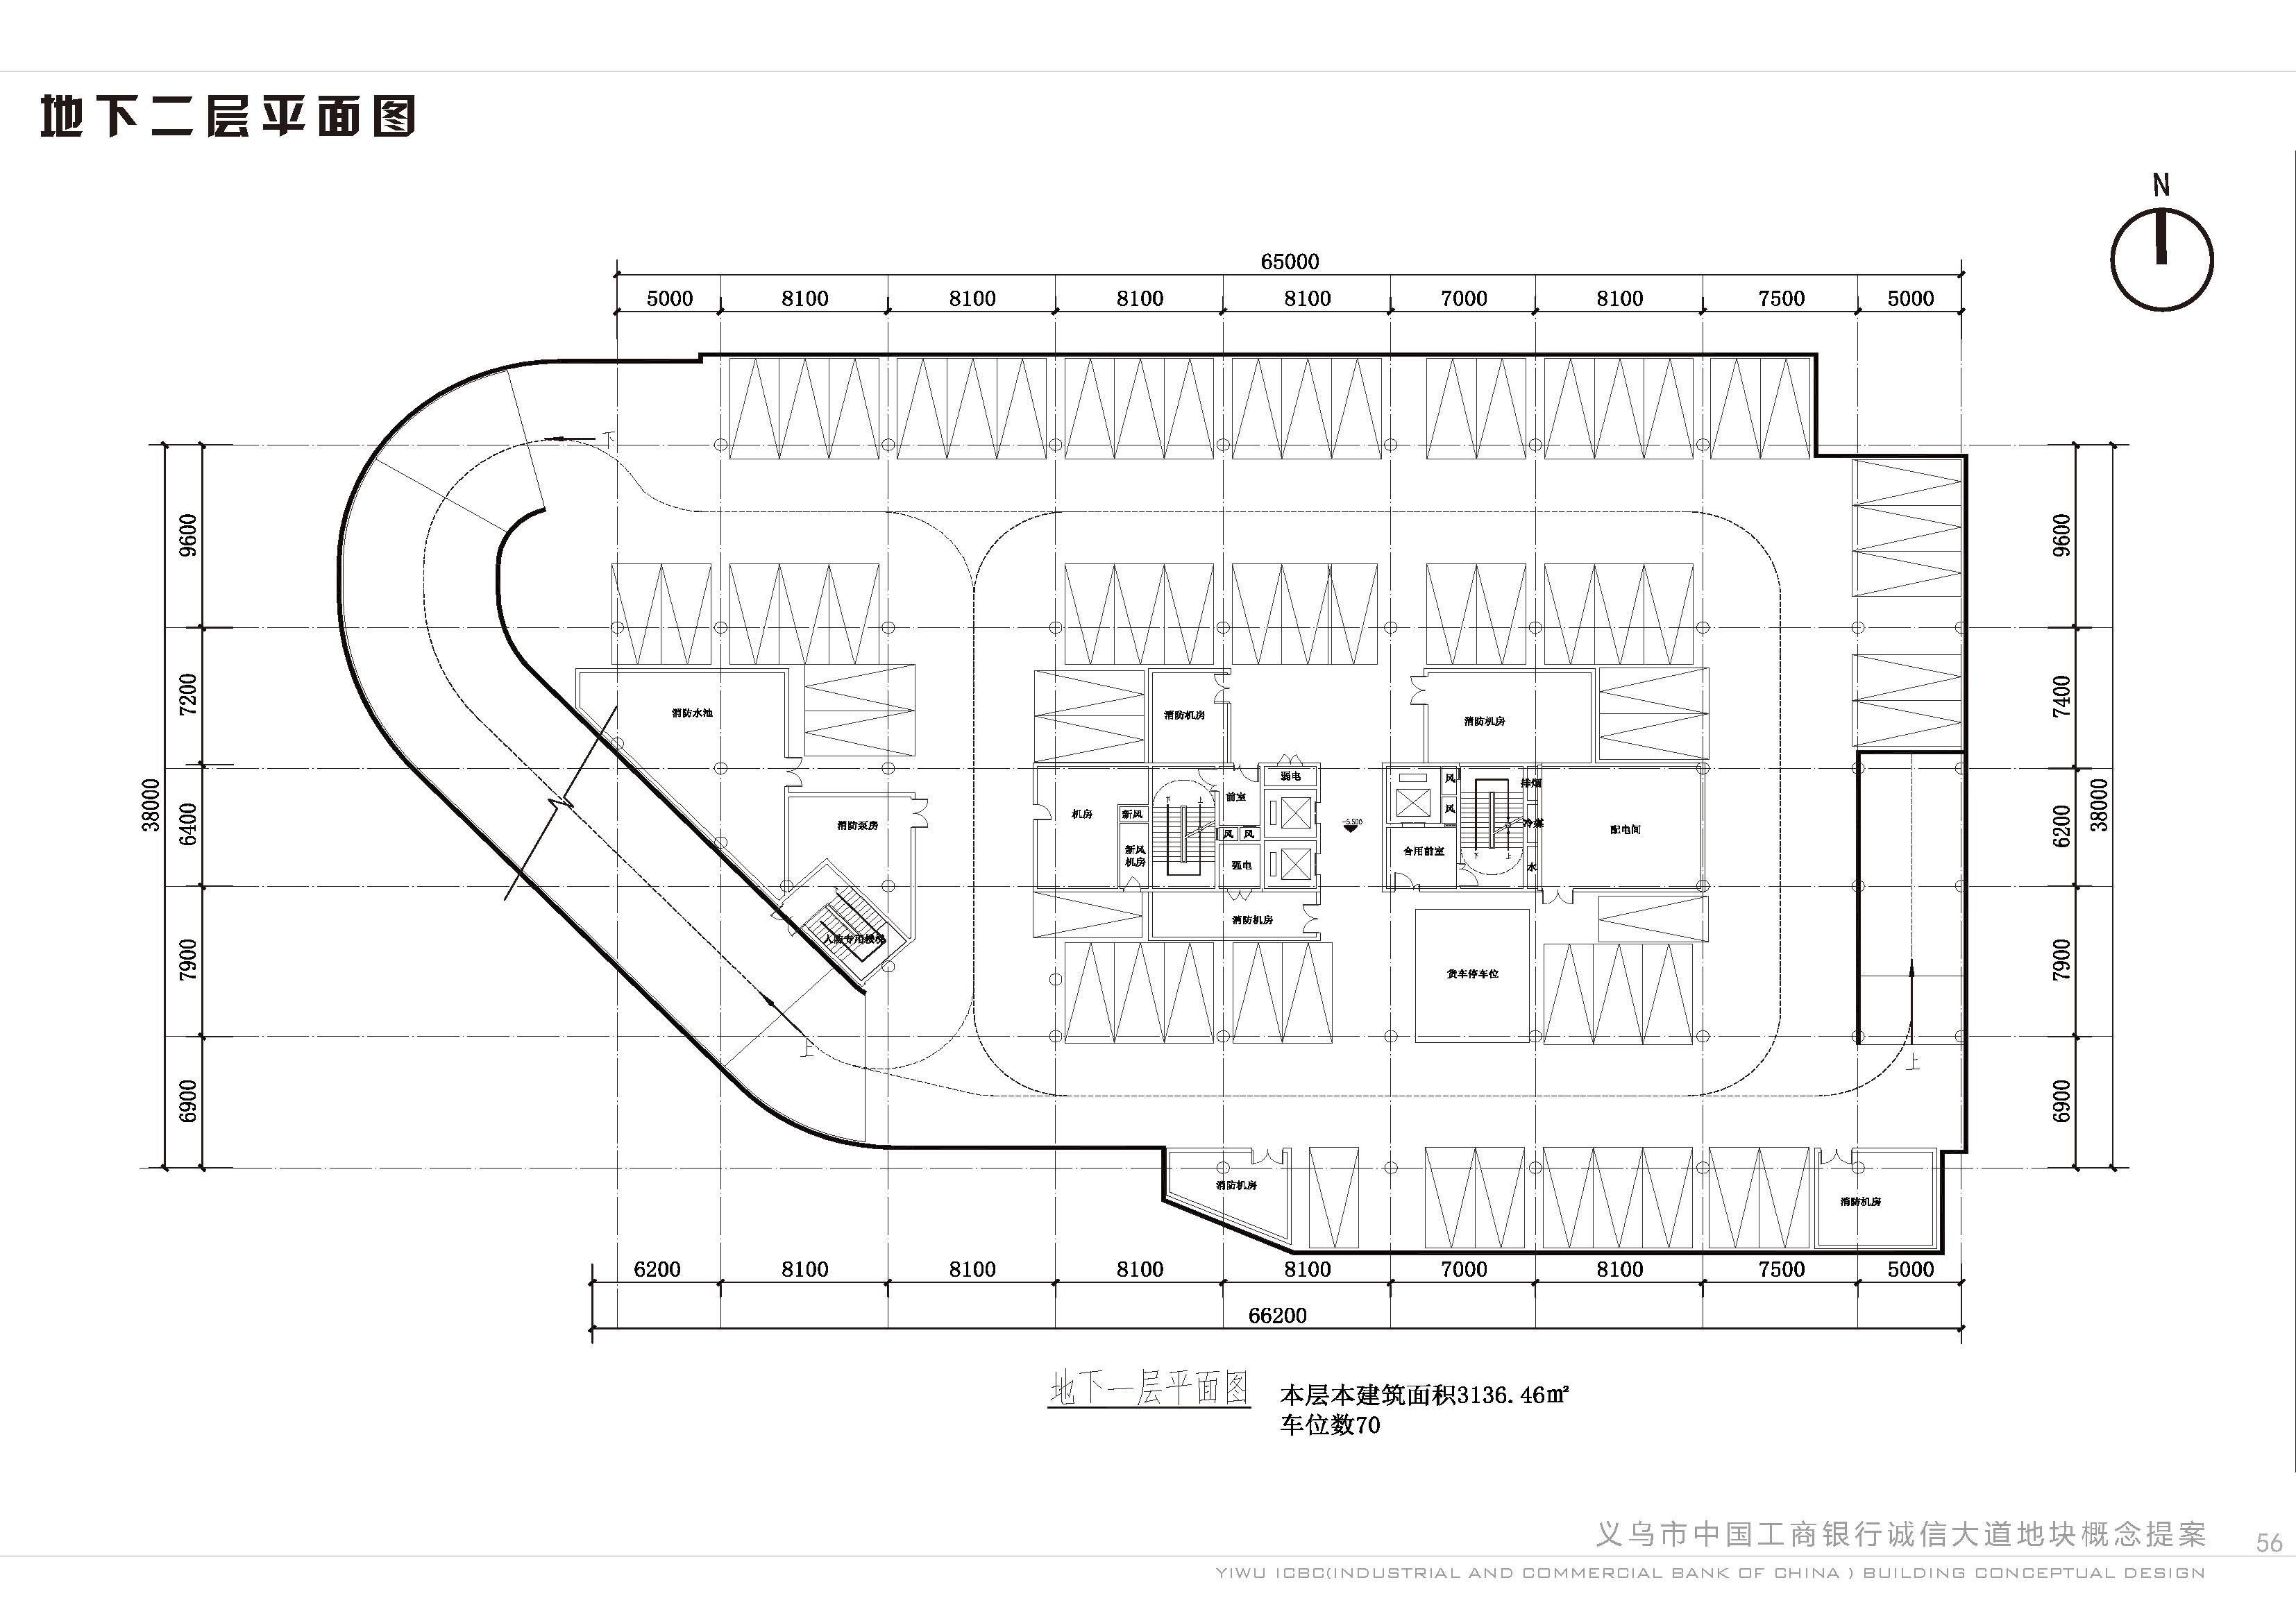 地下二层平面图
N
65000
5000 8100 8100 8100 8100 7000 8100 7500 5000
下
9600
7200
6400
7900
6900
38000
9600
7400
6200
7900
6900
38000
消防水池
消防机房
消防机房
弱电
风
排烟
前室
机房
新风
风
消防泵房
风
风
-5.500
冷媒
配电间
新风
机房
强电
合用前室
水
下
上
下
上
消防机房
人防专用楼梯
货车停车位
上
上
消防机房
消防机房
6200 8100 8100 8100 8100 7000 8100 7500 5000
66200
地下一层平面图
本层本建筑面积3136.46㎡
车位数70
义乌市中国工商银行诚信大道地块概念提案
56
YIWU ICBC(INDUSTRIAL AND COMMERCIAL BANK OF CHINA ) BUILDING CONCEPTUAL DESIGN